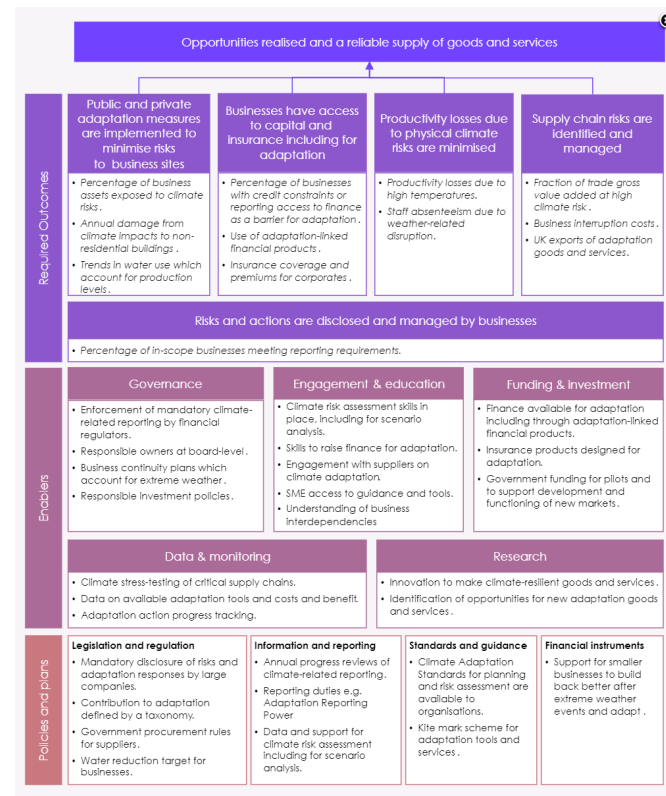 Opportunities realised and a reliable supply of goods and services
Required Outcomes
Public and private
adaptation measures
are implemented to
minimise risks
to business sites
• Percentage of business
assets exposed to climate
risks.
• Annual damage from
climate impacts to non-
residential buildings .
• Trends in water use which
account for production
levels .
Businesses have access
to capital and
insurance including for
adaptation
• Percentage of businesses
with credit constraints or
reporting access to finance
as a barrier for adaptation .
• Use of adaptation-linked
financial products .
• Insurance coverage and
premiums for corporates .
Productivity losses due
to physical climate
risks are minimised
• Productivity losses due to
high temperatures.
• Staff absenteeism due to
weather-related
disruption.
Supply chain risks are
identified and
managed
• Fraction of trade gross
value added at high
climate risk .
• Business interruption costs.
• UK exports of adaptation
goods and services.
Risks and actions are disclosed and managed by businesses
• Percentage of in-scope businesses meeting reporting requirements.
Enablers
Governance
• Enforcement of mandatory climate-
related reporting by financial
regulators.
• Responsible owners at board-level.
• Business continuity plans which
account for extreme weather.
• Responsible investment policies .
Engagement & education
• Climate risk assessment skills in
place, including for scenario
analysis.
• Skills to raise finance for adaptation.
• Engagement with suppliers on
climate adaptation.
• SME access to guidance and tools.
• Understanding of business
interdependencies
Funding & investment
• Finance available for adaptation
including through adaptation-linked
financial products.
• Insurance products designed for
adaptation.
• Government funding for pilots and
to support development and
functioning of new markets.
Data & monitoring
• Climate stress-testing of critical supply chains.
• Data on available adaptation tools and costs and benefit.
• Adaptation action progress tracking.
Research
• Innovation to make climate-resilient goods and services .
• Identification of opportunities for new adaptation goods
and services .
Policies and plans
Legislation and regulation
• Mandatory disclosure of risks and
adaptation responses by large
companies.
• Contribution to adaptation
defined by a taxonomy.
• Government procurement rules
for suppliers.
• Water reduction target for
businesses.
Information and reporting
• Annual progress reviews of
climate-related reporting.
• Reporting duties e.g.
Adaptation Reporting
Power
• Data and support for
climate risk assessment
including for scenario
analysis.
Standards and guidance
• Climate Adaptation
Standards for planning
and risk assessment are
available to
organisations.
• Kite mark scheme for
adaptation tools and
services .
Financial instruments
• Support for smaller
businesses to build
back better after
extreme weather
events and adapt .